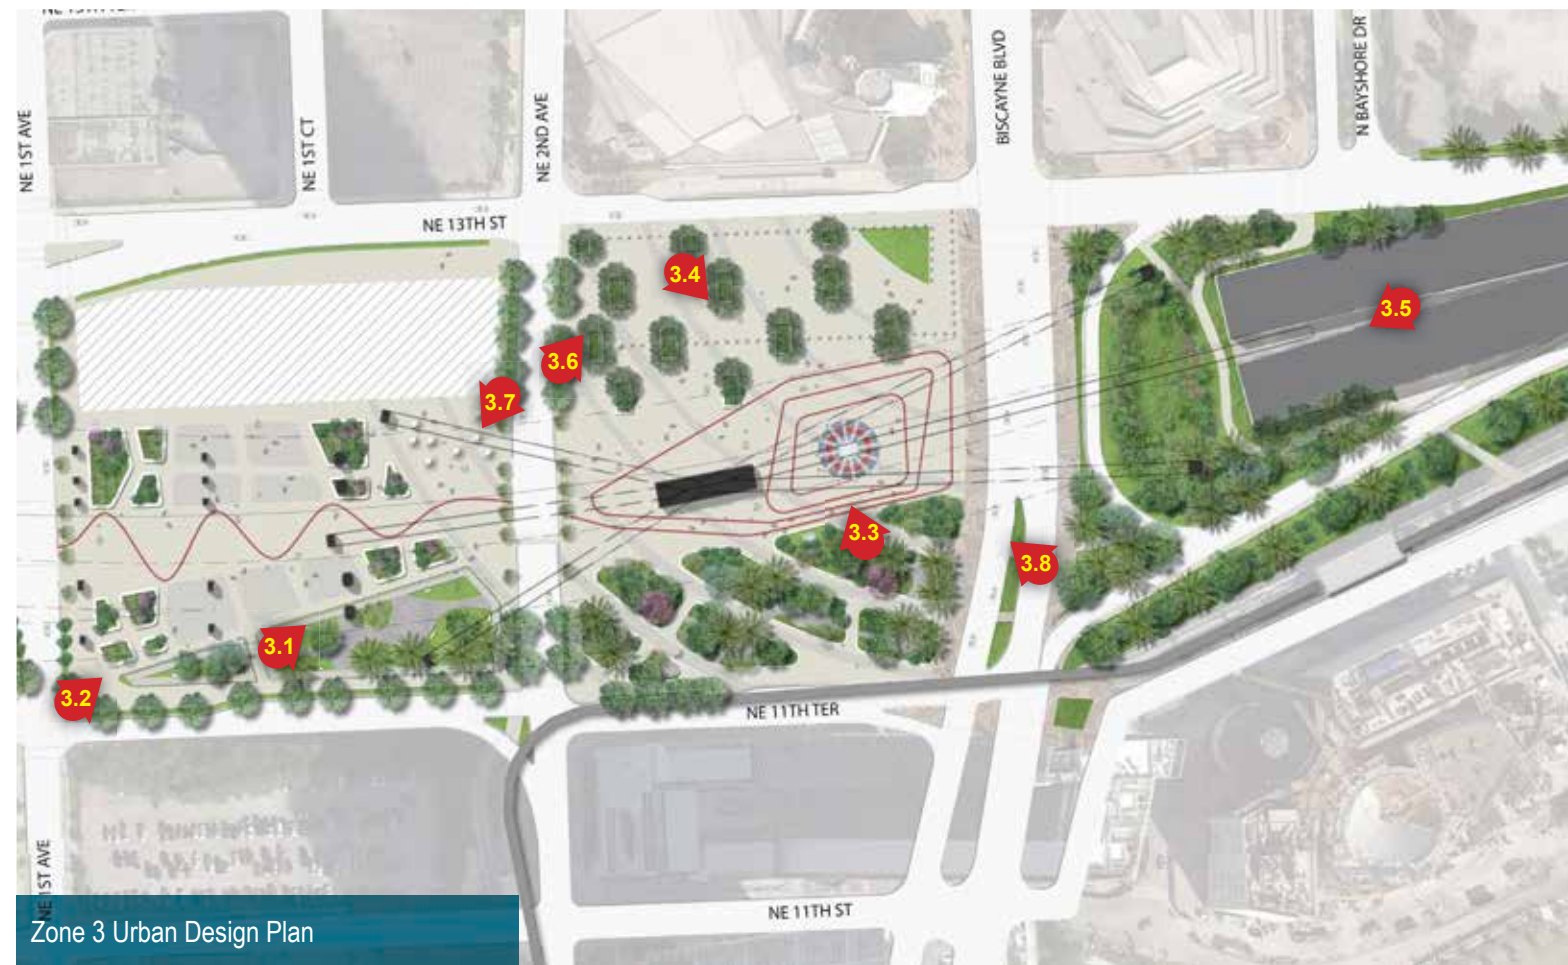 NE 1ST AVE
NE 1ST CT
NE 2ND AVE
BISCAYNE BLVD
N BAYSHORE DR
NE 13TH ST
3.4
3.5
3.6
3.7
3.3
3.8
3.1
3.2
NE 11TH TER
NE 1ST AVE
NE 11TH ST
Zone 3 Urban Design Plan